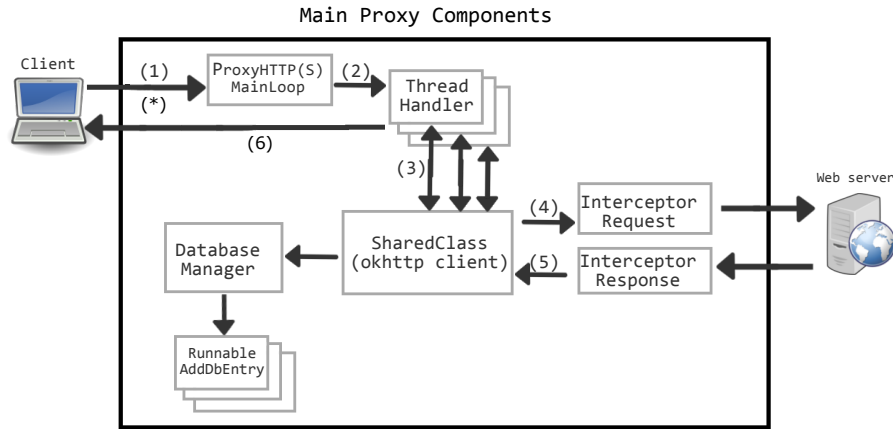 Main Proxy Components
Client
(1)
ProxyHTTP(S)
MainLoop
(2)
Thread
Handler
(*)
(6)
(3)
SharedClass
(okhttp client)
(4)
Interceptor
Request
Web server
(5)
Interceptor
Response
Database
Manager
Runnable
AddDbEntry